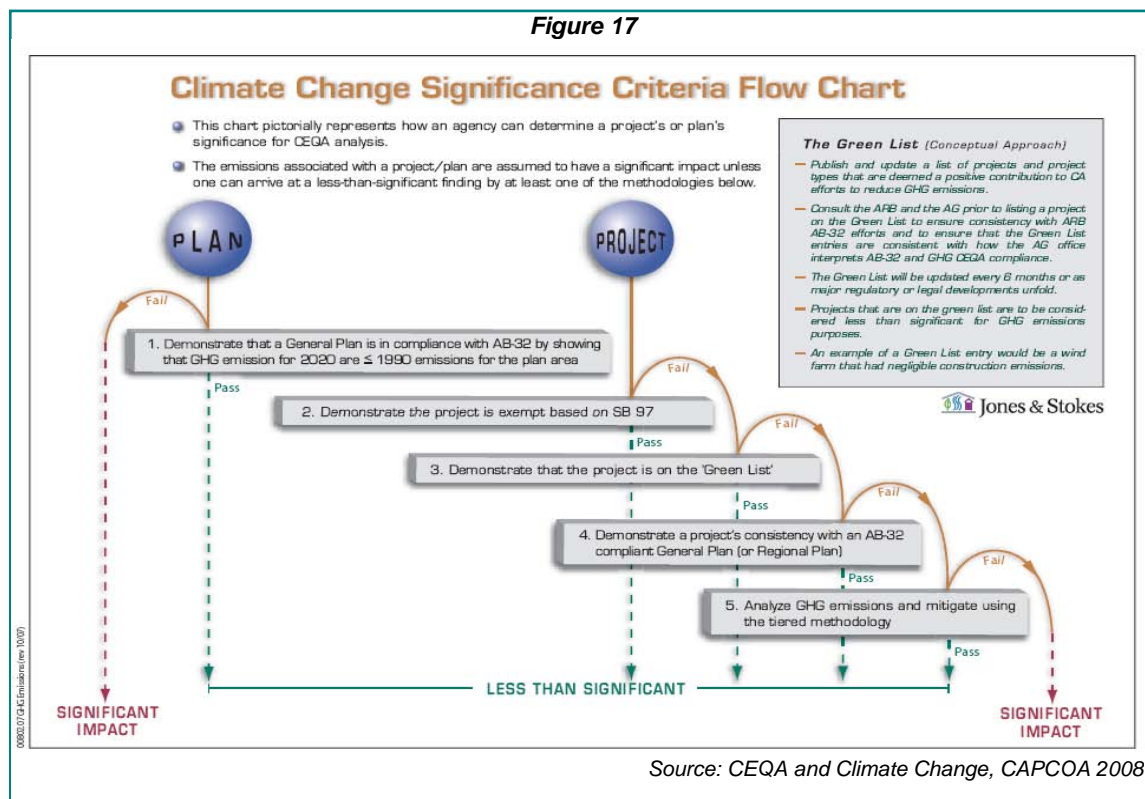 Figure 17
Climate Change Significance Criteria Flow Chart
This chart pictorially represents how an agency can determine a project's or plan's
significance for CEQA analysis.
The emissions associated with a project/plan are assumed to have a significant impact unless
one can arrive at a less-than-significant finding by at least one of the methodologies below.
The Green List (Conceptual Approach)
— Publish and update a list of projects and project
types that are deemed a positive contribution to CA
efforts to reduce GHG emissions.
— Consult the ARB and the AG prior to listing a project
on the Green List to ensure consistency with ARB
AB-32 efforts and to ensure that the Green List
entries are consistent with how the AG office
interprets AB-32 and GHG CEQA compliance.
— The Green List will be updated every 6 months or as
major regulatory or legal developments unfold.
— Projects that are on the green list are to be consid-
ered less than significant for GHG emissions
purposes.
— An example of a Green List entry would be a wind
farm that had negligible construction emissions.
Jones & Stokes
PLAN
PROJECT
Fail
1. Demonstrate that a General Plan is in compliance with AB-32 by showing
that GHG emission for 2020 are ≤ 1990 emissions for the plan area
Pass
Fail
2. Demonstrate the project is exempt based on SB 97
Pass
Fail
3. Demonstrate that the project is on the 'Green List'
Pass
Fail
4. Demonstrate a project's consistency with an AB-32
compliant General Plan (or Regional Plan)
Pass
Fail
5. Analyze GHG emissions and mitigate using
the tiered methodology
Pass
LESS THAN SIGNIFICANT
SIGNIFICANT
IMPACT
SIGNIFICANT
IMPACT
00802.07 GHG Emissions (rev 10/07)
Source: CEQA and Climate Change, CAPCOA 2008